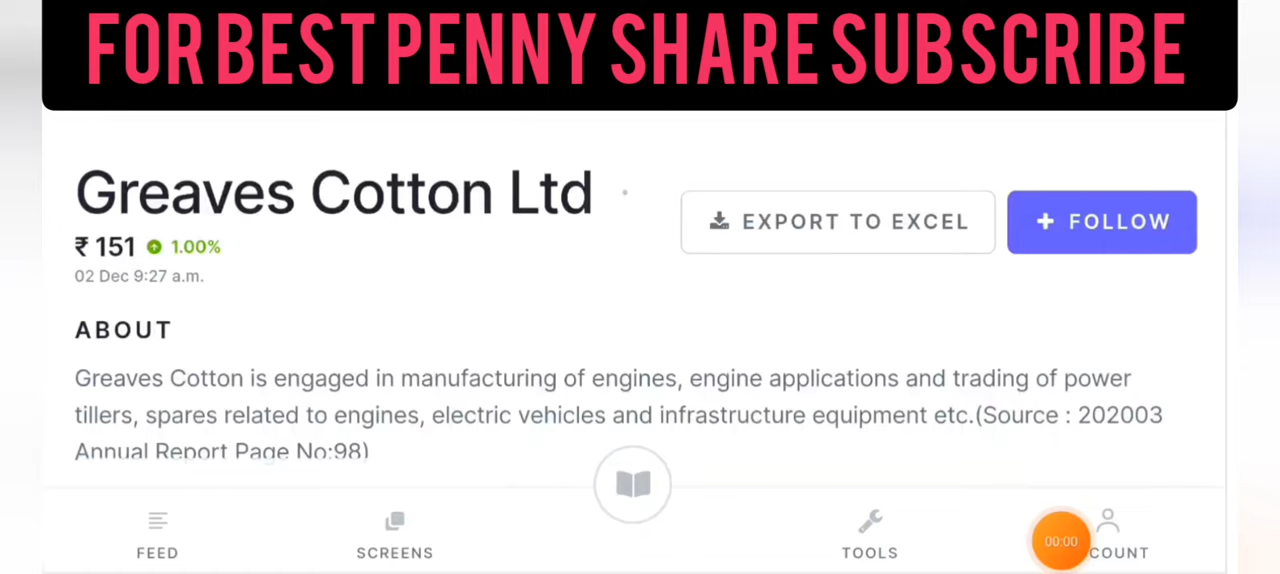 FOR BEST PENNY SHARE SUBSCRIBE
Greaves Cotton Ltd
EXPORT TO EXCEL
+ FOLLOW
₹ 151 1.00%
02 Dec 9:27 a.m.
ABOUT
Greaves Cotton is engaged in manufacturing of engines, engine applications and trading of power
tillers, spares related to engines, electric vehicles and infrastructure equipment etc.(Source : 202003
Annual Report Page No:98)
FEED
SCREENS
TOOLS
00:00
COUNT